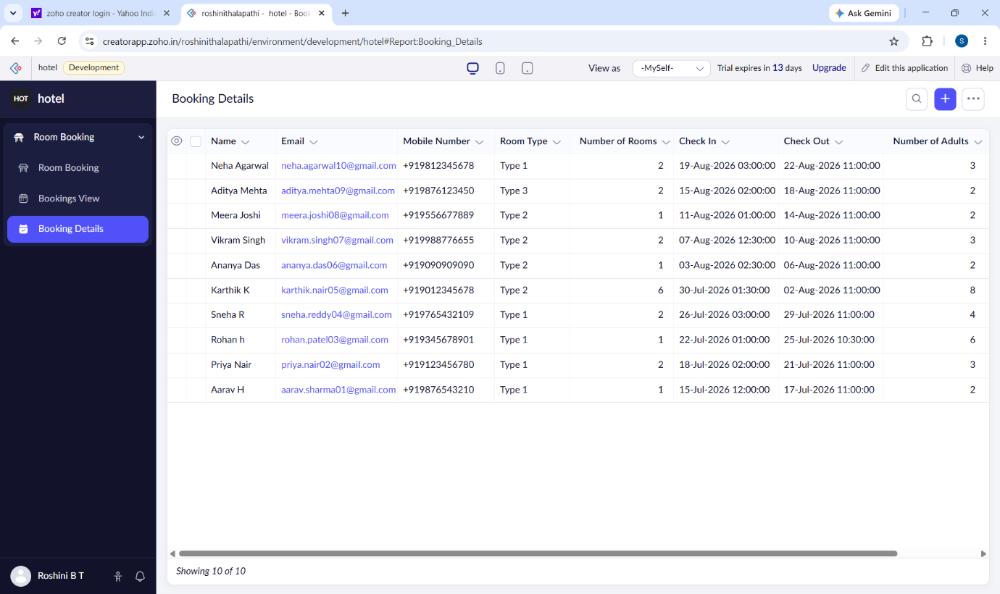 zoho creator login - Yahoo Indi
roshinithalapathi - hotel - Book
Ask Gemini
creatorapp.zoho.in/roshinithalapathi/environment/development/hotel#Report:Booking_Details
S
hotel Development View as -MySelf- Trial expires in 13 days Upgrade Edit this application Help
HOT hotel
Room Booking
Room Booking
Bookings View
Booking Details
Roshini B T
Booking Details
Name Email Mobile Number Room Type Number of Rooms Check In Check Out Number of Adults
Neha Agarwal neha.agarwal10@gmail.com +919812345678 Type 1 2 19-Aug-2026 03:00:00 22-Aug-2026 11:00:00 3
Aditya Mehta aditya.mehta09@gmail.com +919876123450 Type 3 2 15-Aug-2026 02:00:00 18-Aug-2026 11:00:00 2
Meera Joshi meera.joshi08@gmail.com +919556677889 Type 2 1 11-Aug-2026 01:00:00 14-Aug-2026 11:00:00 2
Vikram Singh vikram.singh07@gmail.com +919988776655 Type 2 2 07-Aug-2026 12:30:00 10-Aug-2026 11:00:00 3
Ananya Das ananya.das06@gmail.com +919090909090 Type 2 1 03-Aug-2026 02:30:00 06-Aug-2026 11:00:00 2
Karthik K karthik.nair05@gmail.com +919012345678 Type 2 6 30-Jul-2026 01:30:00 02-Aug-2026 11:00:00 8
Sneha R sneha.reddy04@gmail.com +919765432109 Type 1 2 26-Jul-2026 03:00:00 29-Jul-2026 11:00:00 4
Rohan h rohan.patel03@gmail.com +919345678901 Type 1 1 22-Jul-2026 01:00:00 25-Jul-2026 10:30:00 6
Priya Nair priya.nair02@gmail.com +919123456780 Type 1 2 18-Jul-2026 02:00:00 21-Jul-2026 11:00:00 3
Aarav H aarav.sharma01@gmail.com +919876543210 Type 1 1 15-Jul-2026 12:00:00 17-Jul-2026 11:00:00 2
Showing 10 of 10